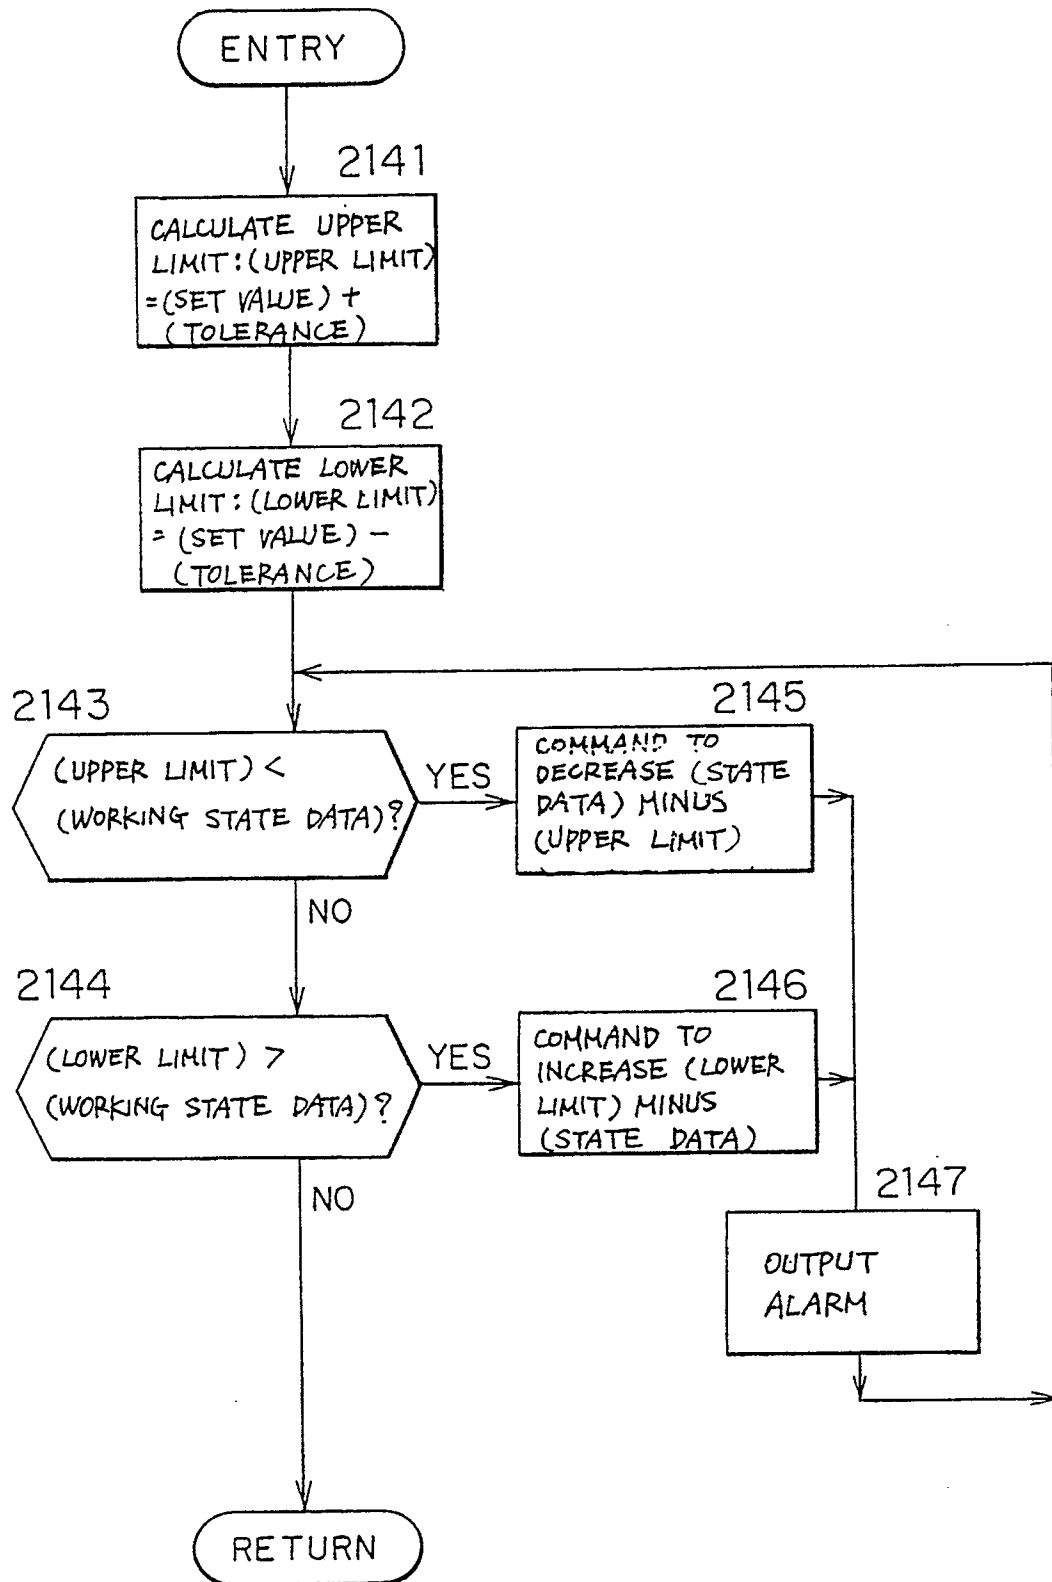 ENTRY
2141
CALCULATE UPPER
LIMIT:(UPPER LIMIT)
=(SET VALUE)+
(TOLERANCE)
2142
CALCULATE LOWER
LIMIT:(LOWER LIMIT)
=(SET VALUE)-
(TOLERANCE)
2143
(UPPER LIMIT)<
(WORKING STATE DATA)?
YES
2145
COMMAND TO
DECREASE (STATE
DATA) MINUS
(UPPER LIMIT)
NO
2144
(LOWER LIMIT)>
(WORKING STATE DATA)?
YES
2146
COMMAND TO
INCREASE (LOWER
LIMIT) MINUS
(STATE DATA)
NO
2147
OUTPUT
ALARM
RETURN